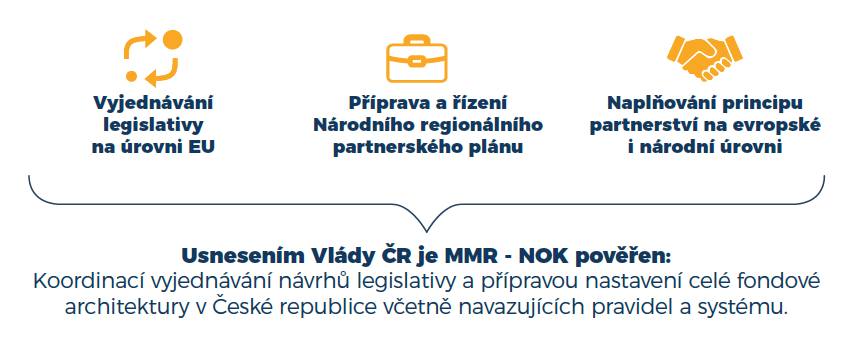 Vyjednávání
legislativy
na úrovni EU
Příprava a řízení
Národního regionálního
partnerského plánu
Naplňování principu
partnerství na evropské
i národní úrovni
Usnesením Vlády ČR je MMR - NOK pověřen:
Koordinací vyjednávání návrhů legislativy a přípravou nastavení celé fondové
architektury v České republice včetně navazujících pravidel a systému.